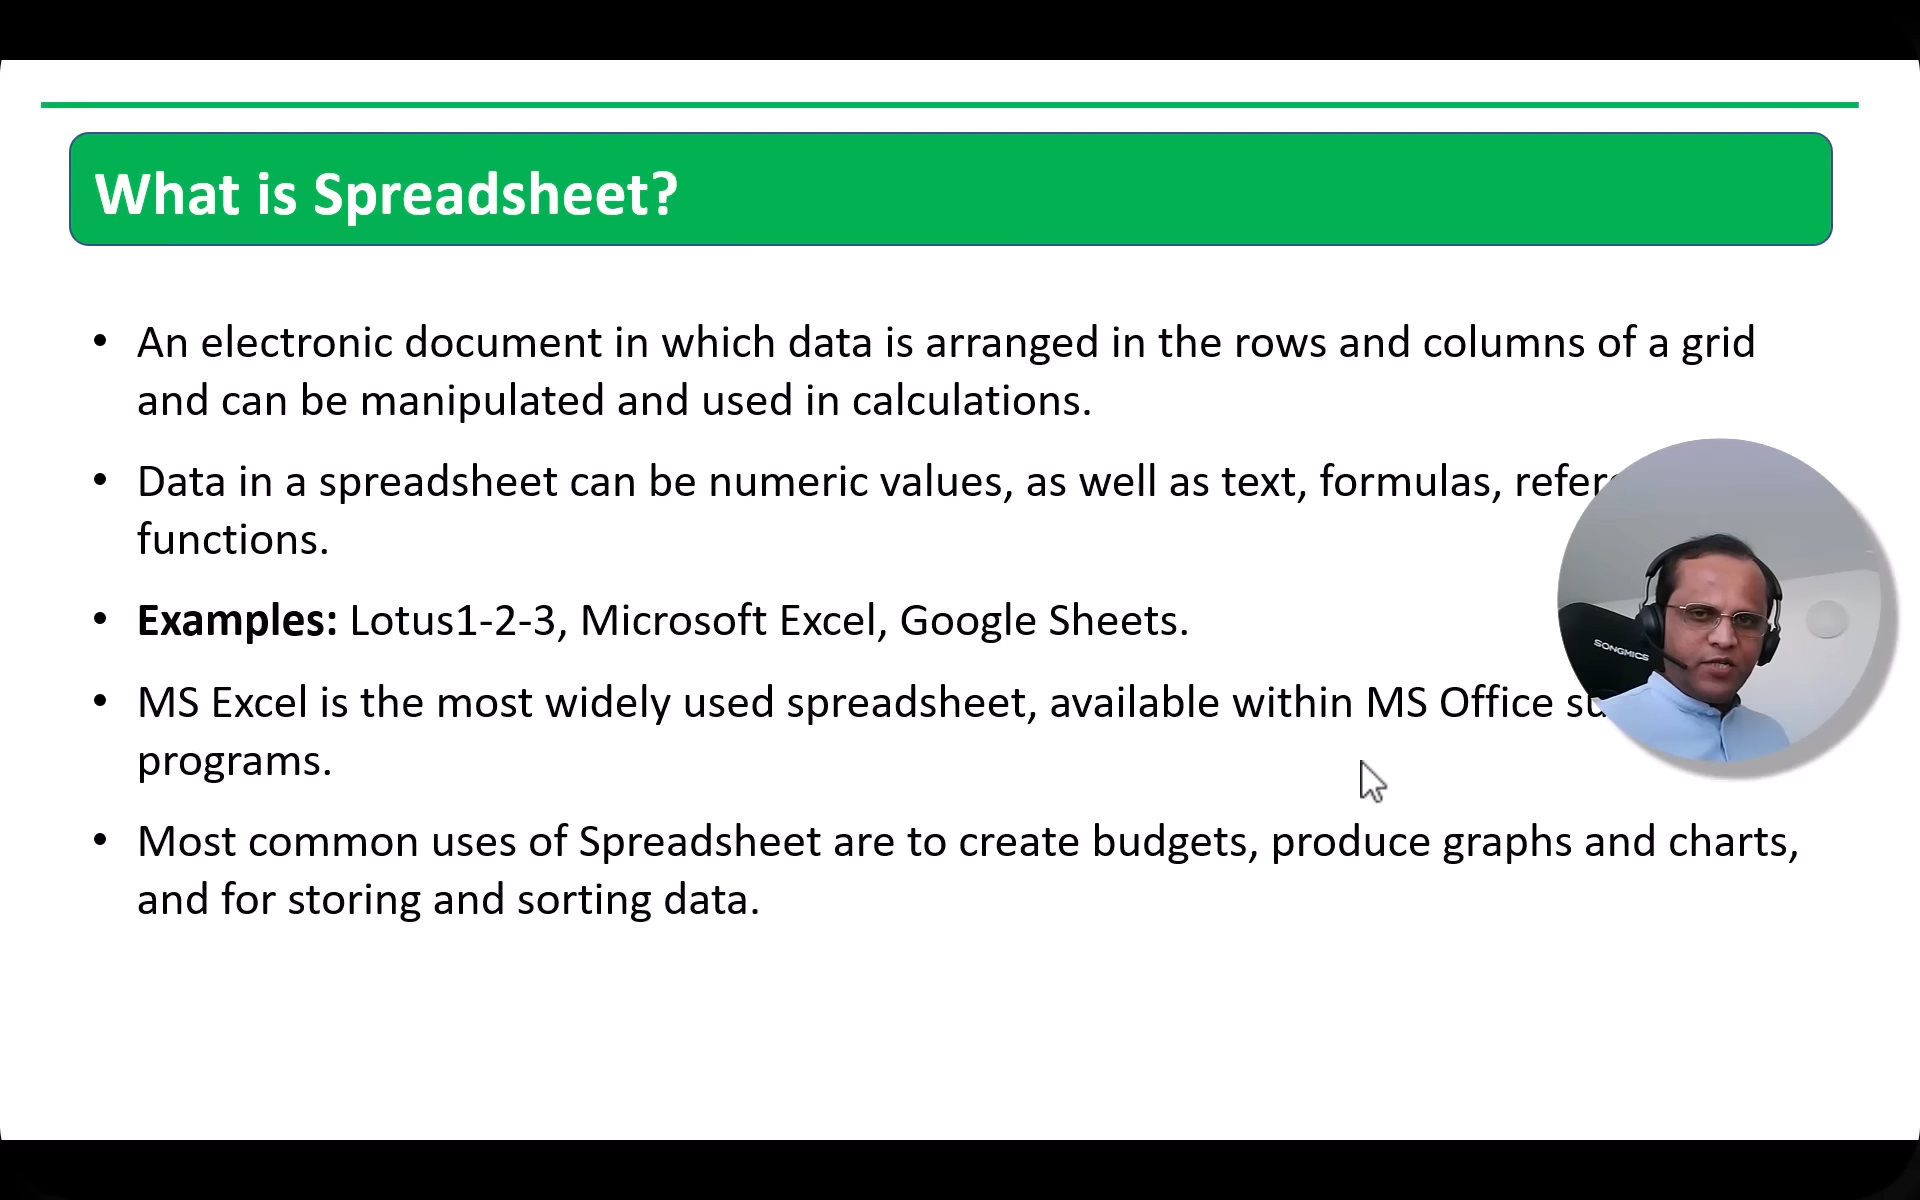 What is Spreadsheet?
• An electronic document in which data is arranged in the rows and columns of a grid
and can be manipulated and used in calculations.
• Data in a spreadsheet can be numeric values, as well as text, formulas,
functions.
• Examples: Lotus1-2-3, Microsoft Excel, Google Sheets.
SONGMICS
• MS Excel is the most widely used spreadsheet, available within MS Office
programs.
• Most common uses of Spreadsheet are to create budgets, produce graphs and charts,
and for storing and sorting data.